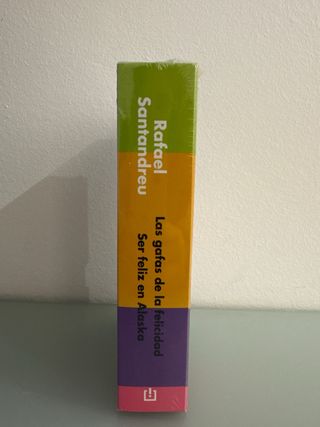 Rafael
Santandreu
Las gafas de la felicidad
Ser feliz en Alaska